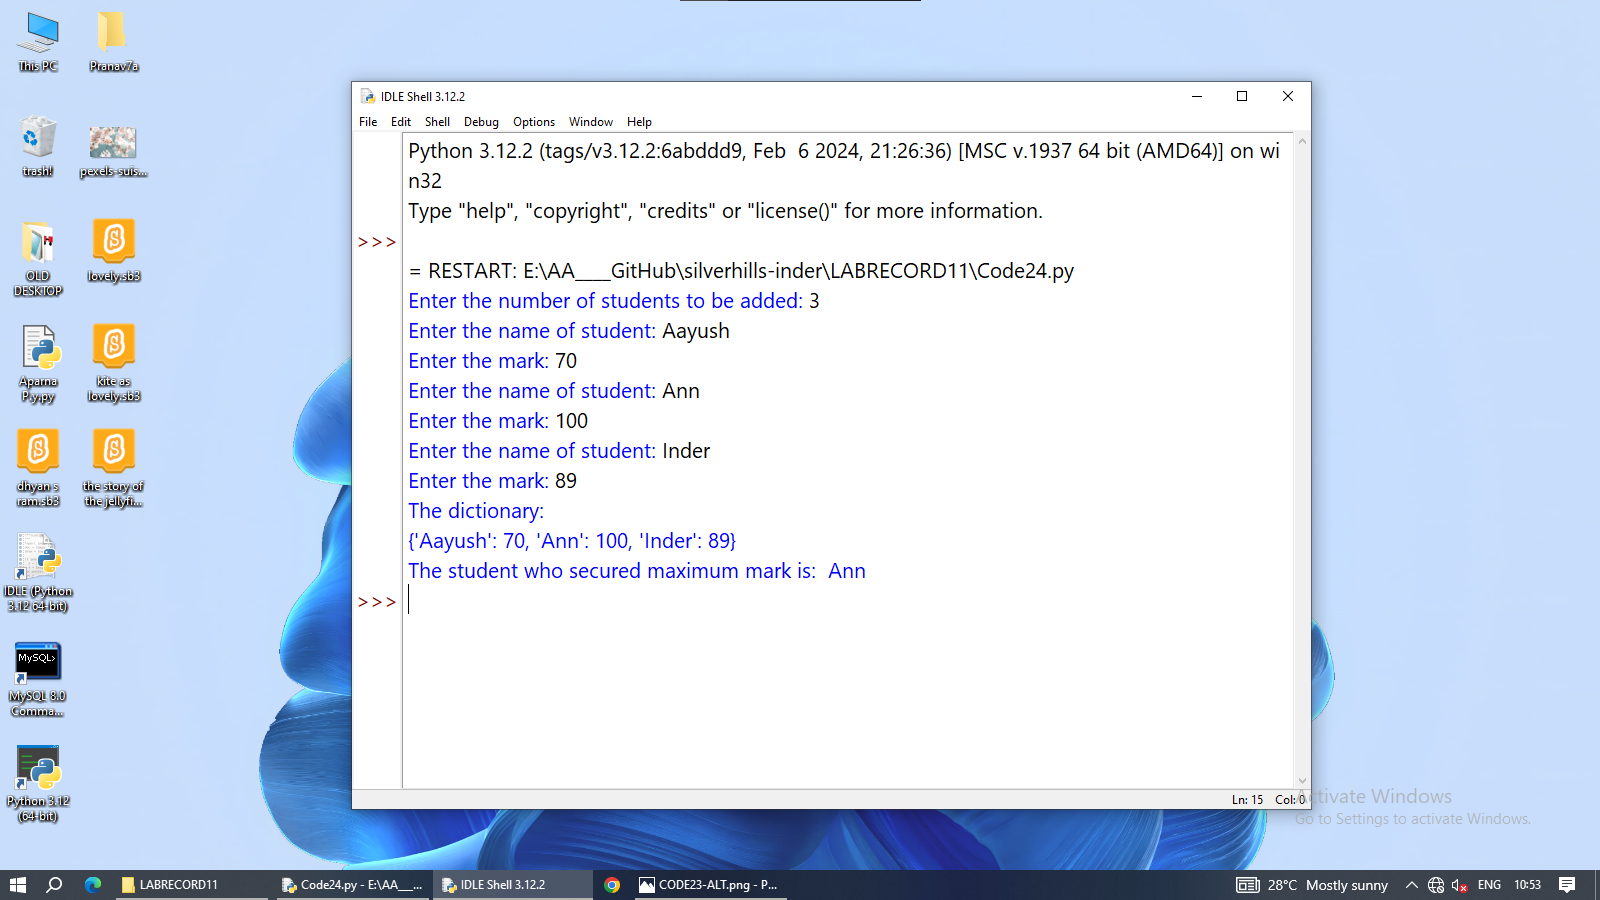 This PC
Pranav7a
trash!
pexels-suis...
OLD
DESKTOP
lovely.sb3
Aparna
P.y.py
kite as
lovely.sb3
dhyan s
ram.sb3
the story of
the jellyfi...
IDLE (Python
3.12 64-bit)
MySQL>
MySQL 8.0
Comma...
Python 3.12
(64-bit)
IDLE Shell 3.12.2
File Edit Shell Debug Options Window Help
Python 3.12.2 (tags/v3.12.2:6abddd9, Feb  6 2024, 21:26:36) [MSC v.1937 64 bit (AMD64)] on wi
n32
Type "help", "copyright", "credits" or "license()" for more information.
>>>
= RESTART: E:\AA____GitHub\silverhills-inder\LABRECORD11\Code24.py
Enter the number of students to be added: 3
Enter the name of student: Aayush
Enter the mark: 70
Enter the name of student: Ann
Enter the mark: 100
Enter the name of student: Inder
Enter the mark: 89
The dictionary:
{'Aayush': 70, 'Ann': 100, 'Inder': 89}
The student who secured maximum mark is:  Ann
>>>
Ln: 15 Col: 0
Activate Windows
Go to Settings to activate Windows.
LABRECORD11
Code24.py - E:\AA___...
IDLE Shell 3.12.2
CODE23-ALT.png - P...
28°C Mostly sunny
ENG
10:53